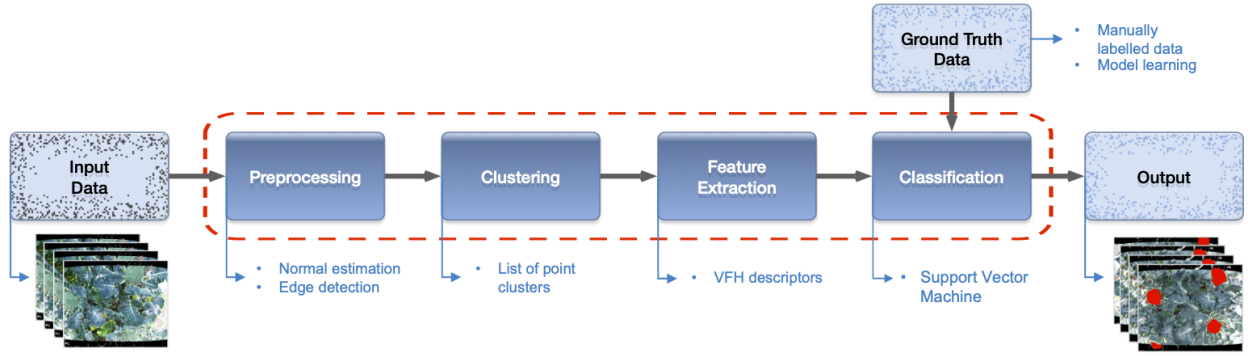 Ground Truth
Data
• Manually
labelled data
• Model learning
Input
Data
Preprocessing
Clustering
Feature
Extraction
Classification
Output
• Normal estimation
• Edge detection
• List of point
clusters
• VFH descriptors
• Support Vector
Machine